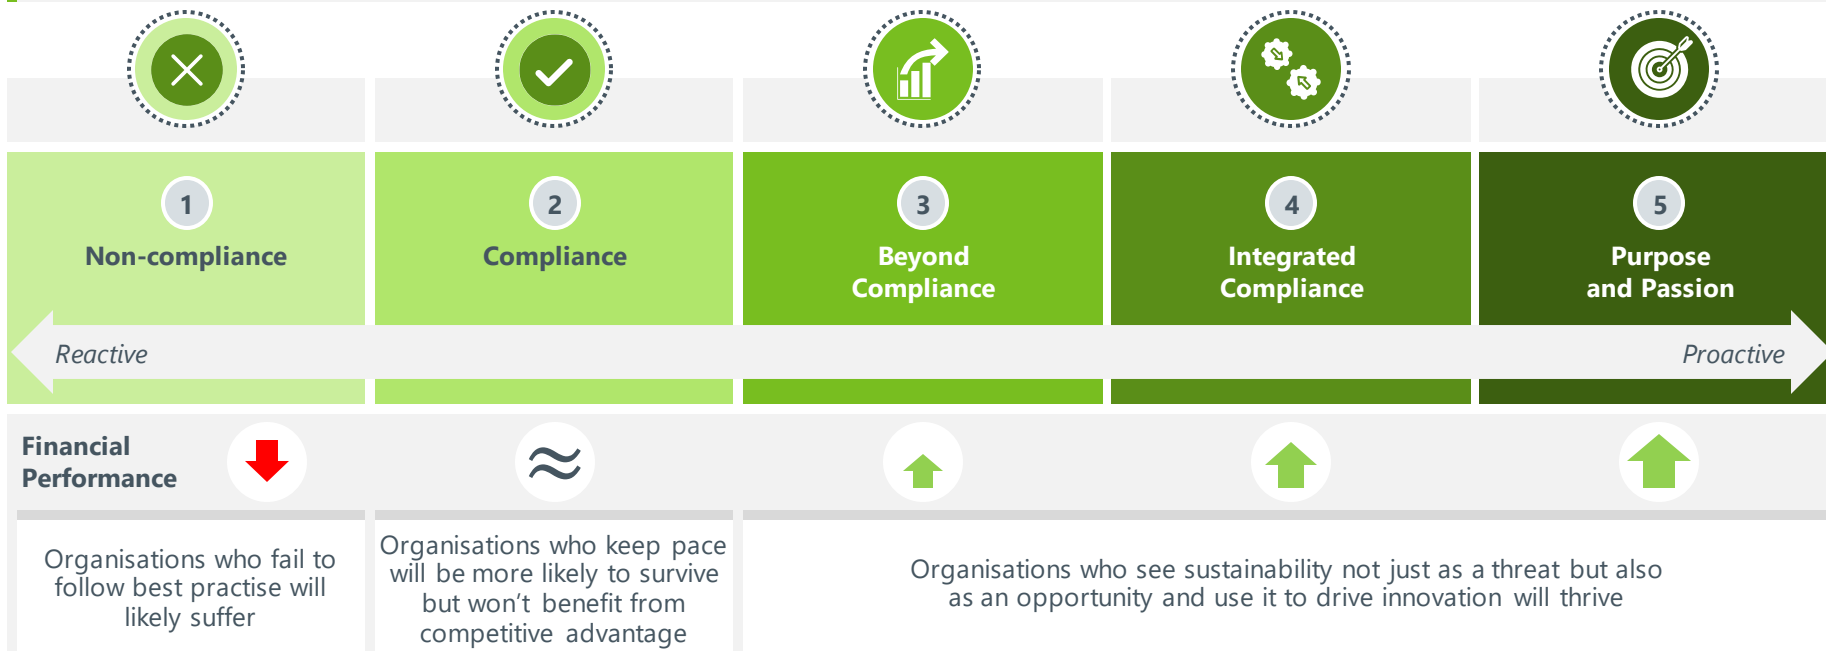 1
Non-compliance
2
Compliance
3
Beyond
Compliance
4
Integrated
Compliance
5
Purpose
and Passion
Reactive
Proactive
Financial
Performance
≈
Organisations who fail to
follow best practise will
likely suffer
Organisations who keep pace
will be more likely to survive
but won’t benefit from
competitive advantage
Organisations who see sustainability not just as a threat but also
as an opportunity and use it to drive innovation will thrive